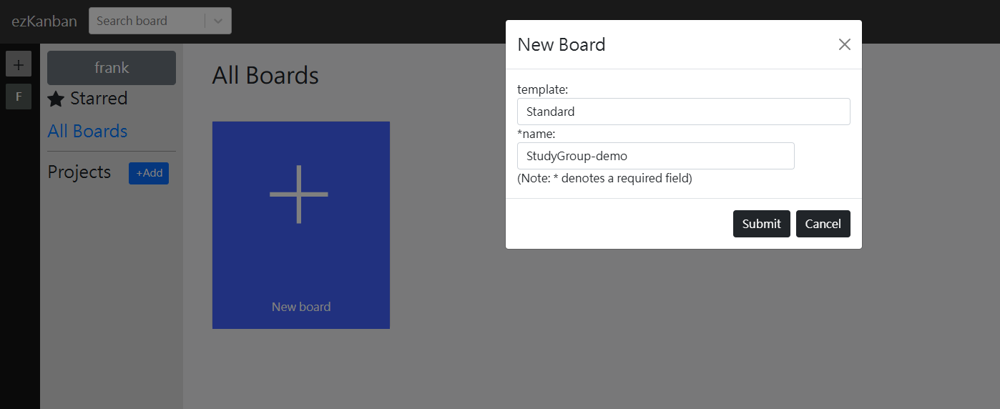 ezKanban
Search board
frank
F
Starred
All Boards
Projects
+Add
All Boards
New board
New Board
template:
Standard
*name:
StudyGroup-demo
(Note: * denotes a required field)
Submit
Cancel